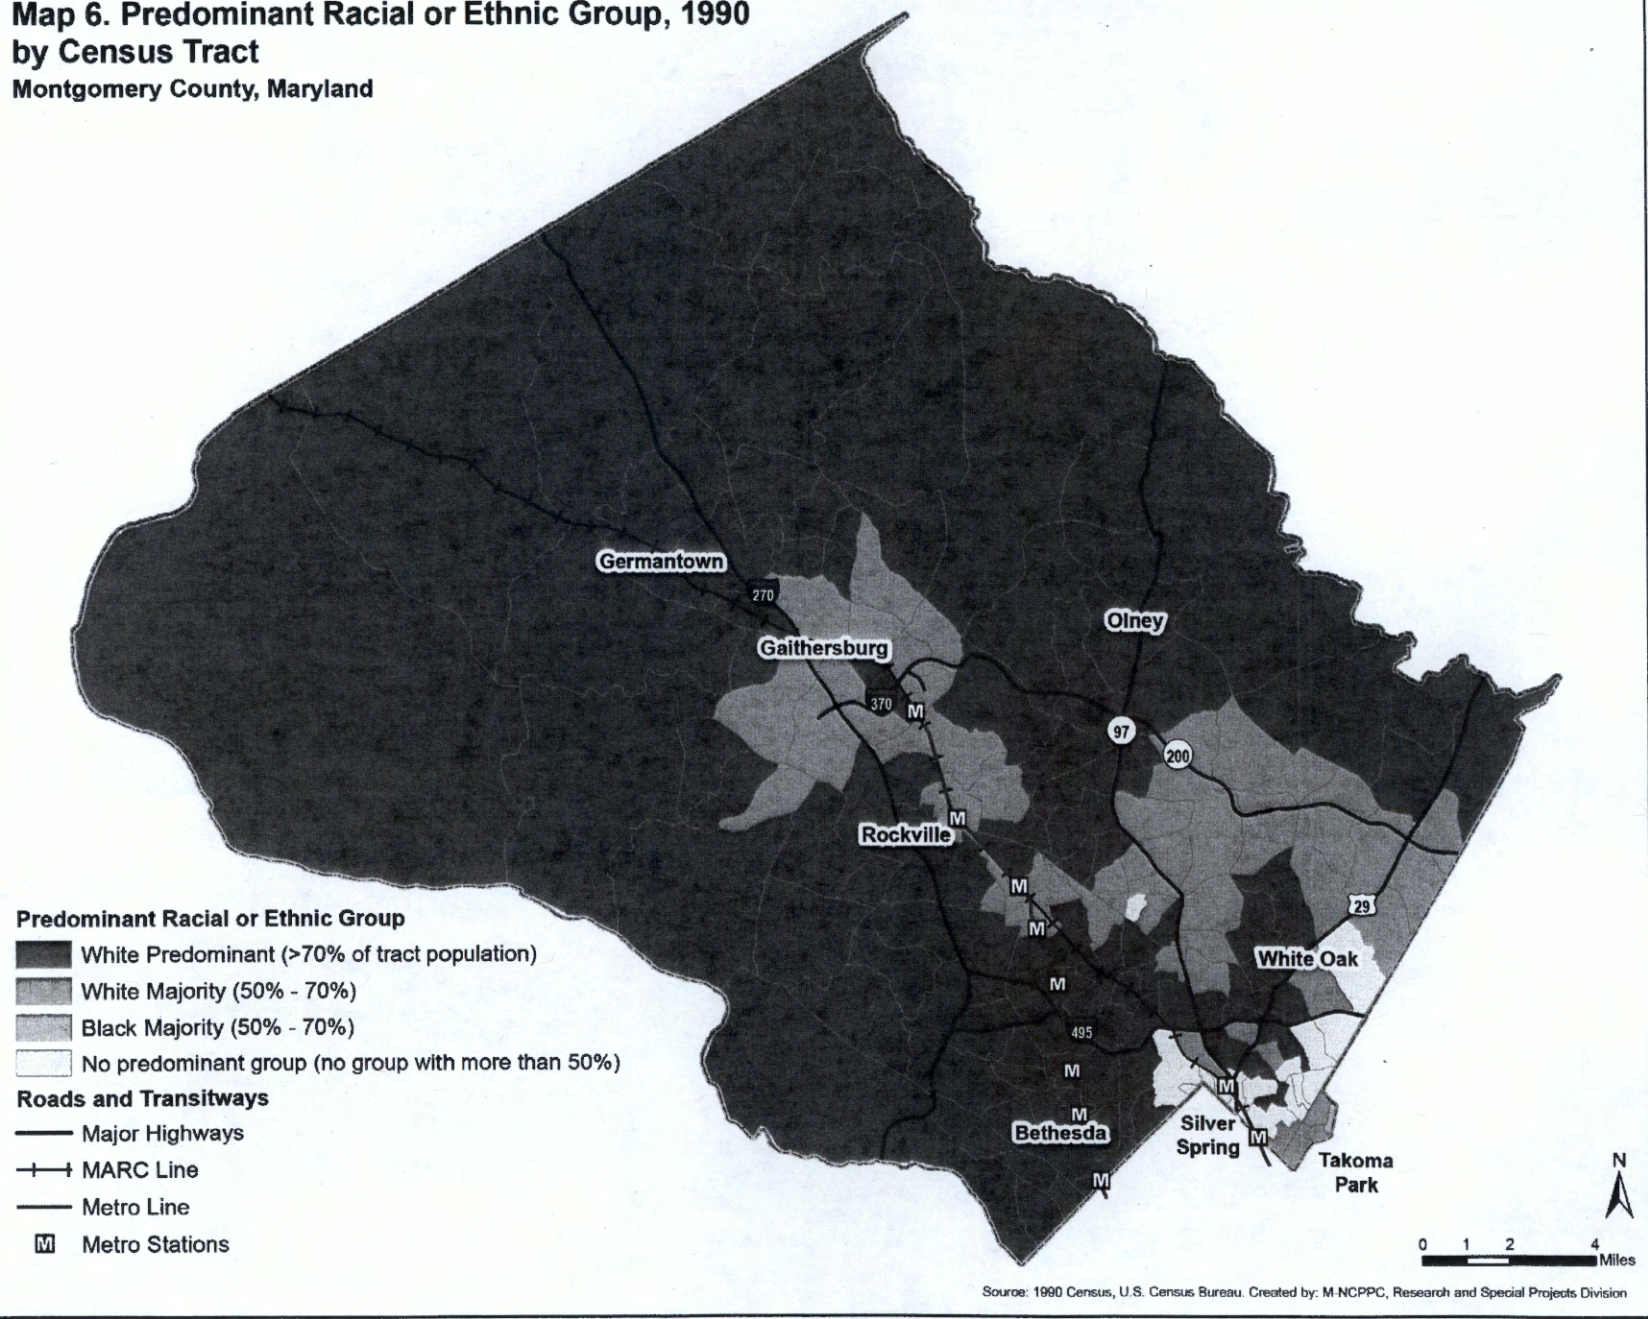 Map 6. Predominant Racial or Ethnic Group, 1990
by Census Tract
Montgomery County, Maryland
Germantown
270
Olney
Gaithersburg
370
M
97
200
M
Rockville
M
29
M
White Oak
M
495
M
M
M
Bethesda
Silver
Spring
M
Takoma
Park
M
Predominant Racial or Ethnic Group
White Predominant (>70% of tract population)
White Majority (50% - 70%)
Black Majority (50% - 70%)
No predominant group (no group with more than 50%)
Roads and Transitways
Major Highways
MARC Line
Metro Line
M Metro Stations
N
0 1 2 4
Miles
Source: 1990 Census, U.S. Census Bureau. Created by: M-NCPPC, Research and Special Projects Division